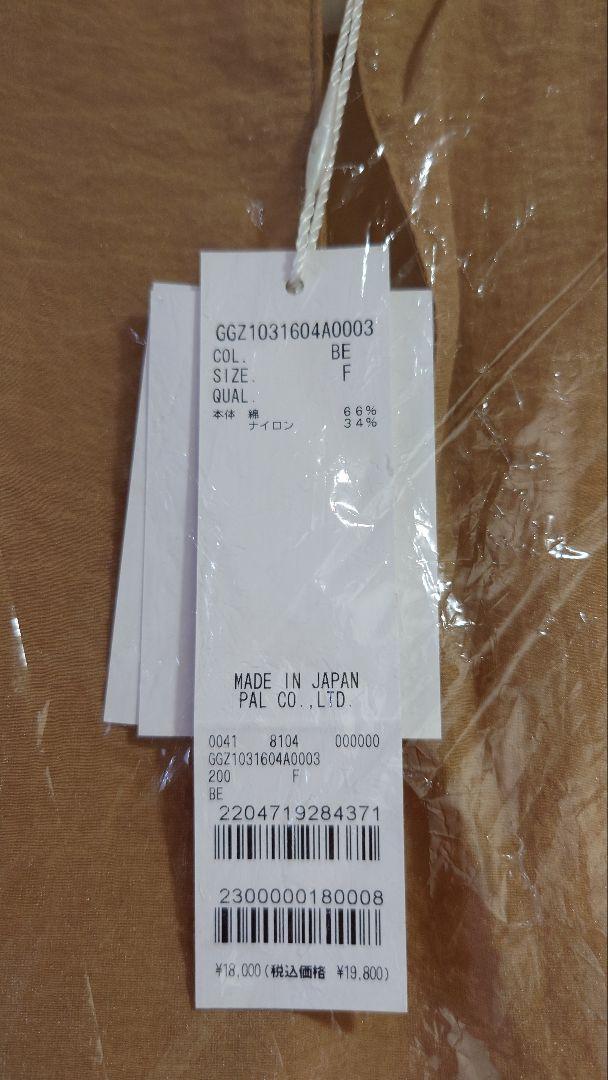 GGZ1031604A0003
COL. BE
SIZE. F
QUAL.
本体 綿 66%
ナイロン 34%
MADE IN JAPAN
PAL CO.,LTD.
0041 8104 000000
GGZ1031604A0003
200 F
BE
2204719284371
2300000180008
¥18,000(税込価格 ¥19,800)